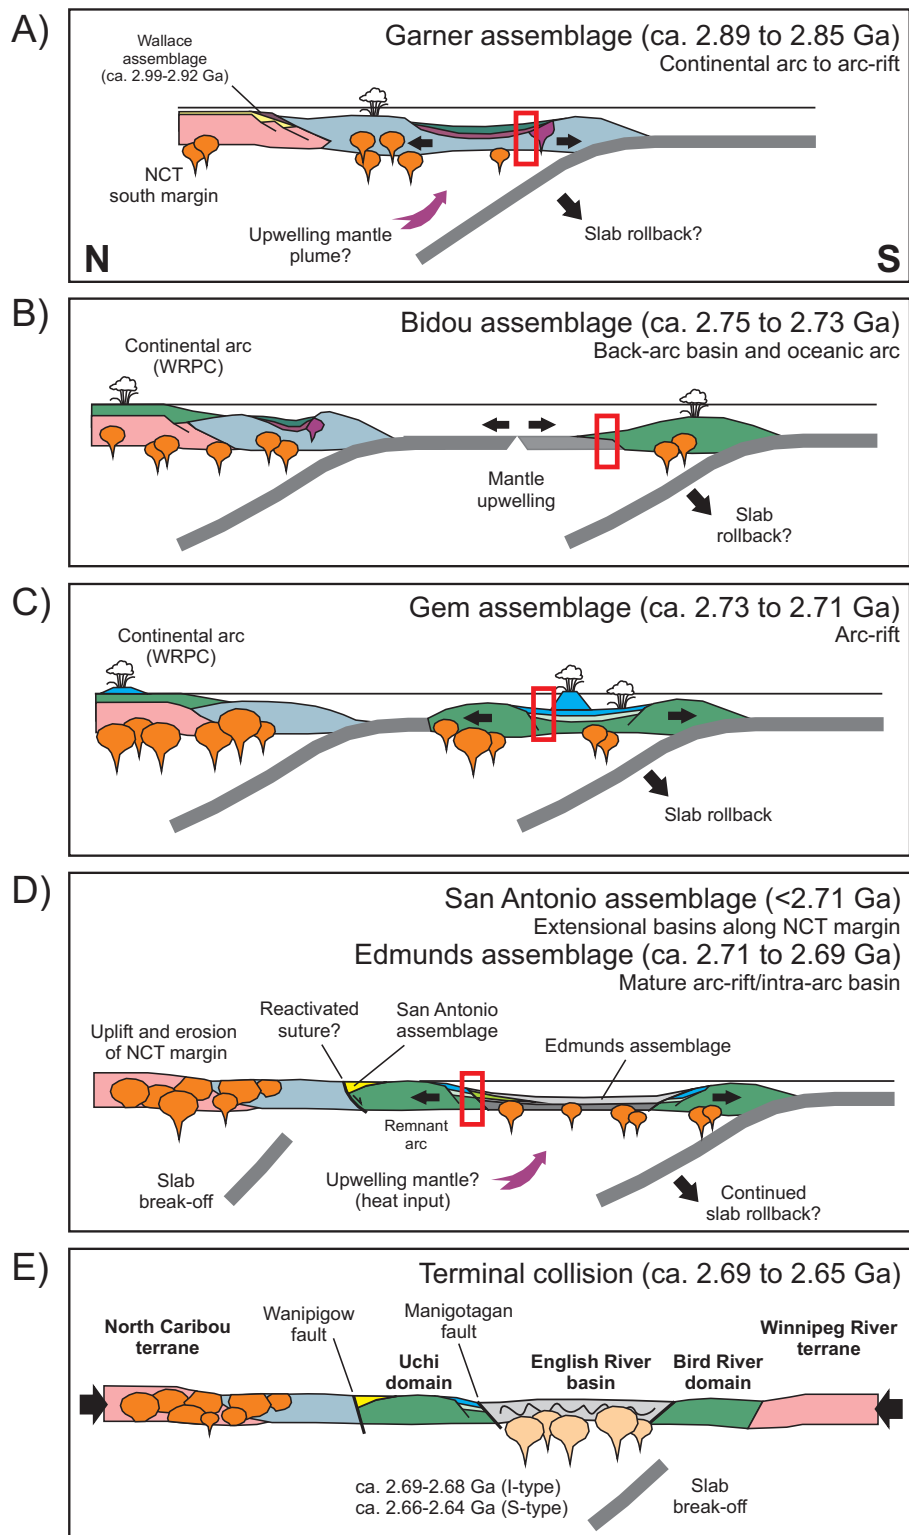 A)
Garner assemblage (ca. 2.89 to 2.85 Ga)
Continental arc to arc-rift
Wallace
assemblage
(ca. 2.99-2.92 Ga)
NCT
south margin
Upwelling mantle
plume?
Slab rollback?
N
S
B)
Bidou assemblage (ca. 2.75 to 2.73 Ga)
Back-arc basin and oceanic arc
Continental arc
(WRPC)
Mantle
upwelling
Slab
rollback?
C)
Gem assemblage (ca. 2.73 to 2.71 Ga)
Arc-rift
Continental arc
(WRPC)
Slab rollback
D)
San Antonio assemblage (<2.71 Ga)
Extensional basins along NCT margin
Edmunds assemblage (ca. 2.71 to 2.69 Ga)
Mature arc-rift/intra-arc basin
Reactivated
suture?
San Antonio
assemblage
Uplift and erosion
of NCT margin
Edmunds assemblage
Remnant
arc
Slab
break-off
Upwelling mantle?
(heat input)
Continued
slab rollback?
E)
Terminal collision (ca. 2.69 to 2.65 Ga)
Wanipigow
fault
Manigotagan
fault
North Caribou
terrane
Winnipeg River
terrane
Uchi
domain
English River
basin
Bird River
domain
ca. 2.69-2.68 Ga (I-type)
ca. 2.66-2.64 Ga (S-type)
Slab
break-off